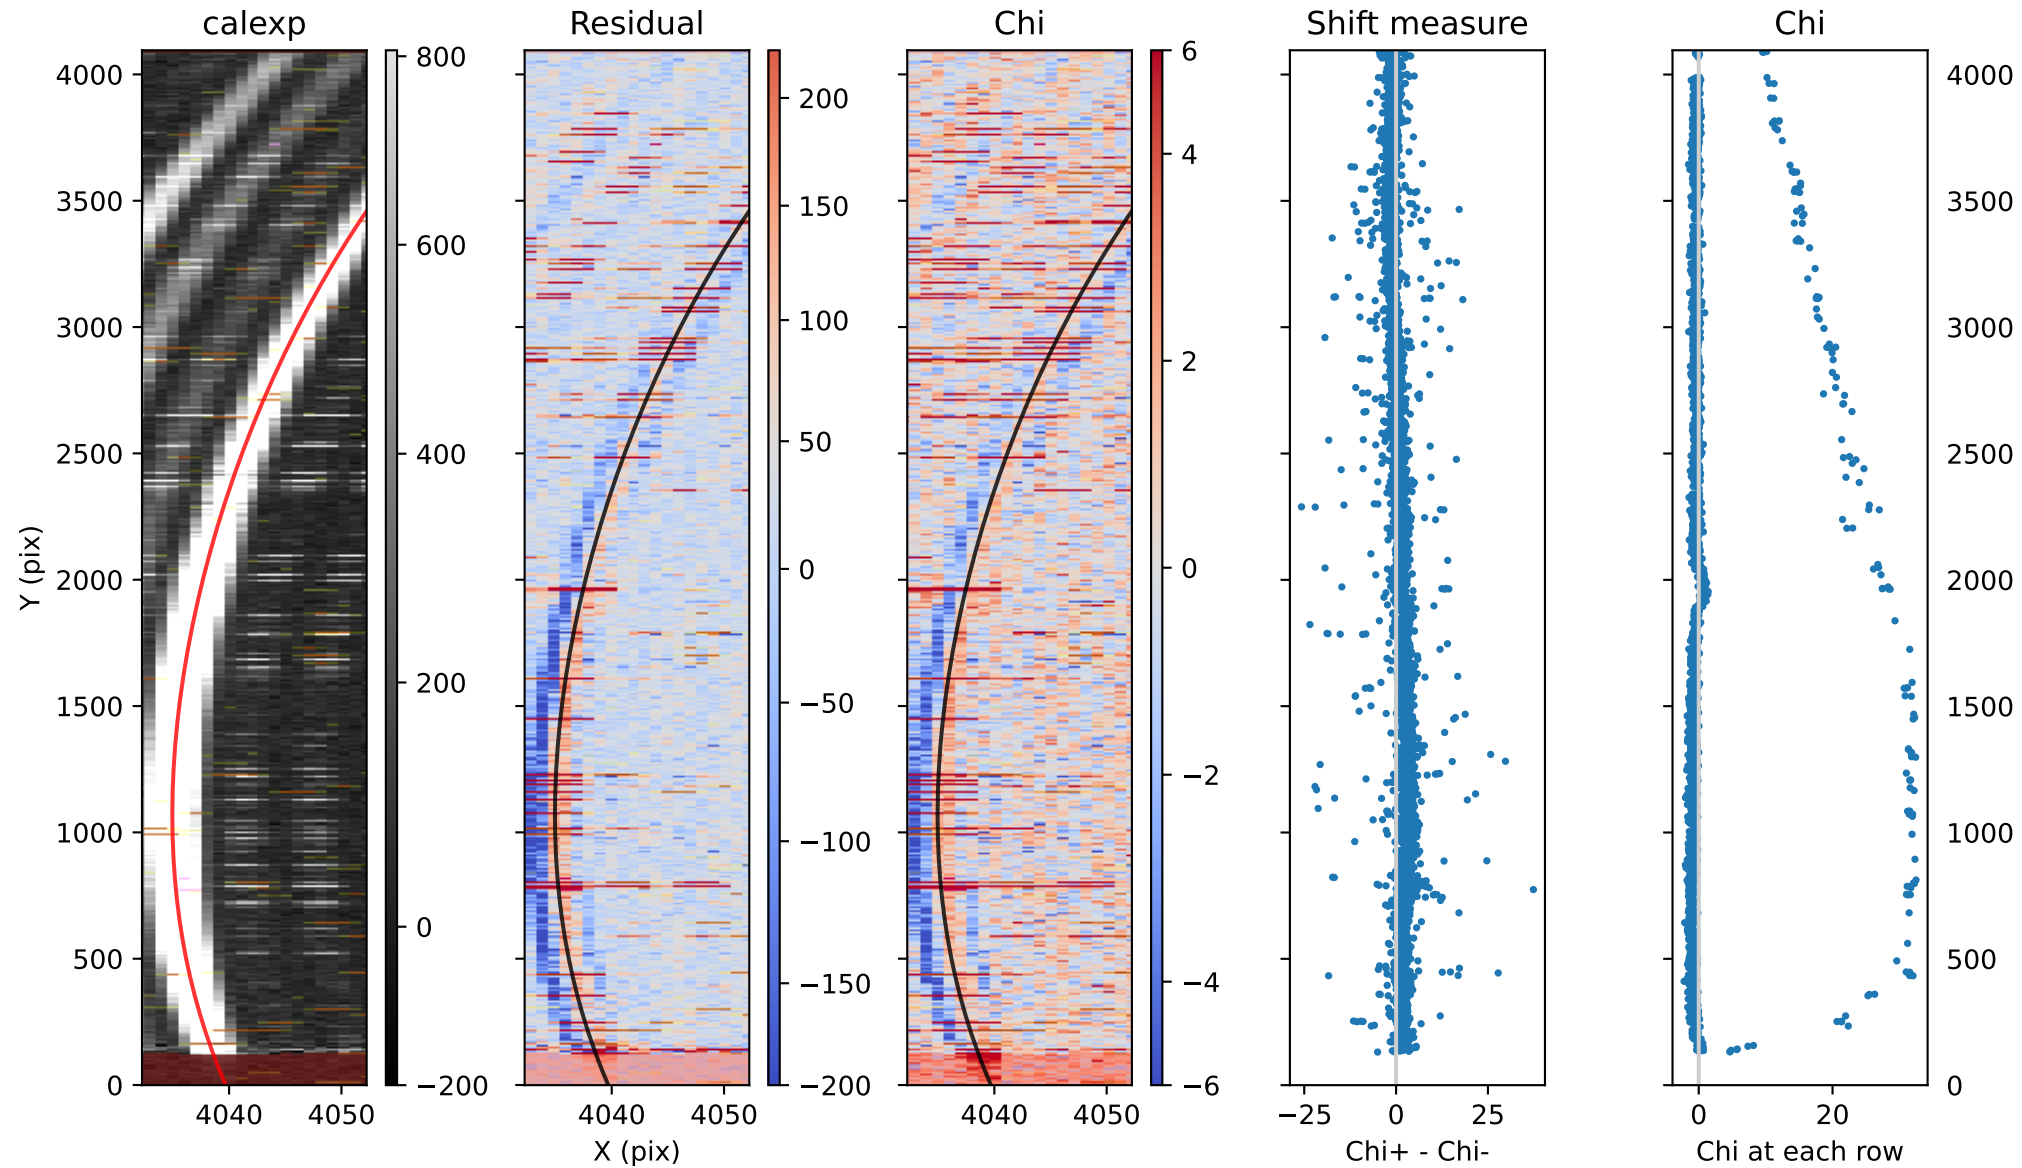 calexp Residual Chi Shift measure Chi
4000 800 200 6 4000
3500 600 150 4 3500
3000 400 100 2 3000
2500 200 50 0 2500
2000 0 0 −2 2000
1500 −200 −50 −4 1500
1000 −100 −6 1000
500 −150 500
0 −200 0
Y (pix)
4040 4050 4040 4050 4040 4050 −25 0 25 0 20
X (pix) Chi+ - Chi- Chi at each row